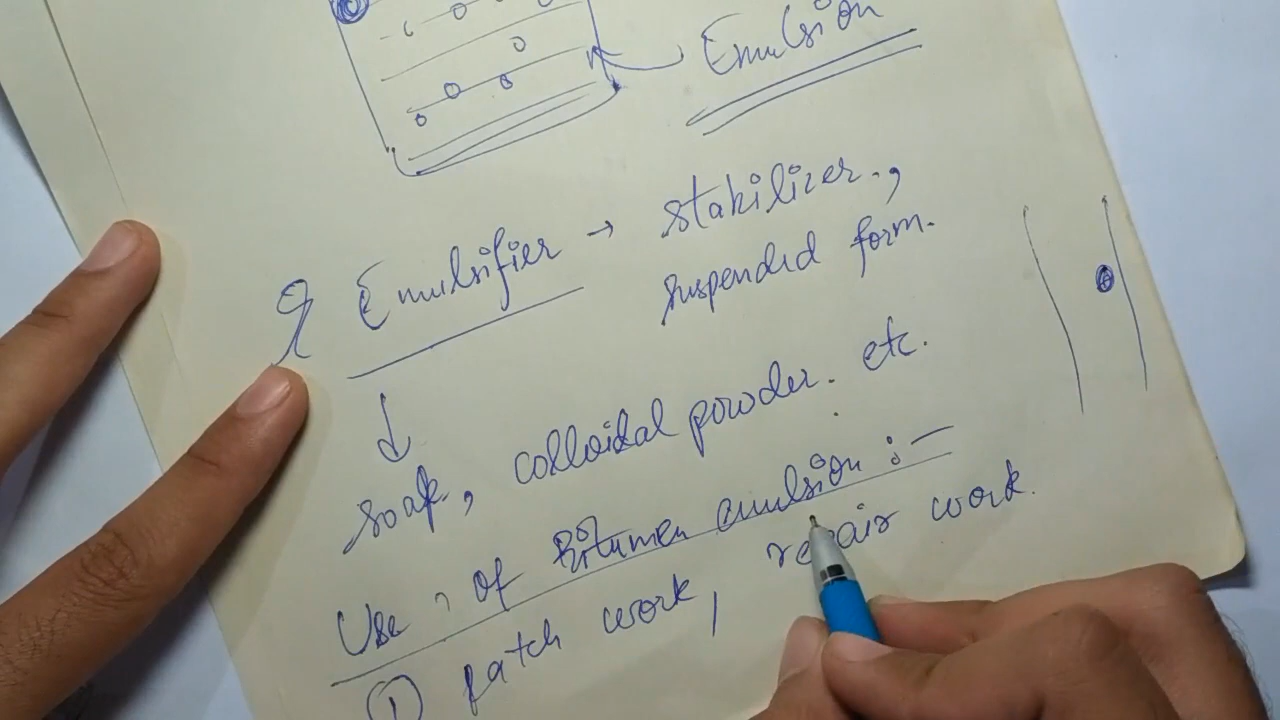 Emulsion
Emulsifier → stabilizer.,
suspended form.
↓
soap, colloidal powder. etc.
Use, of Bitumen emulsion :-
① patch work, repair work.